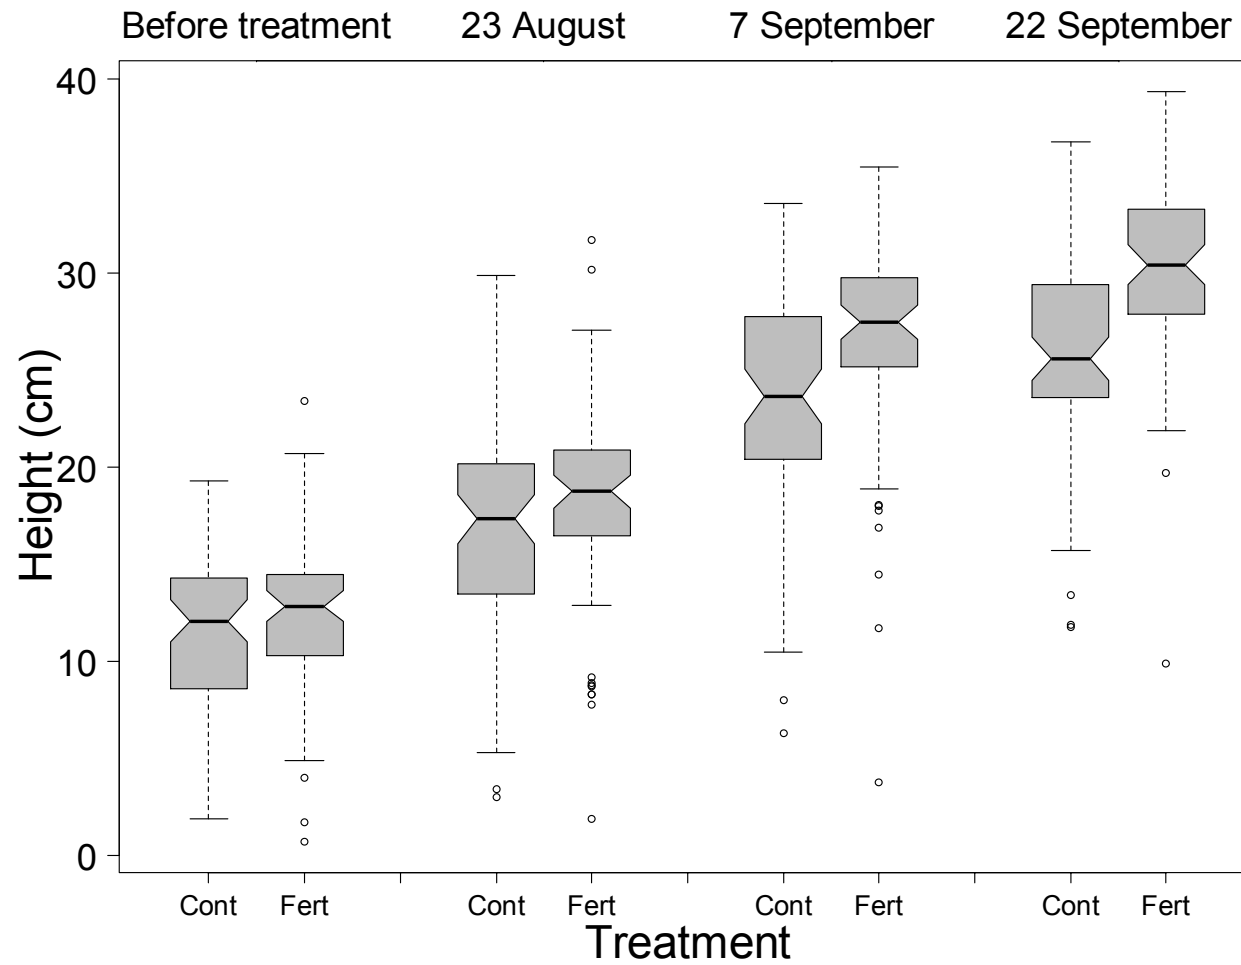 Before treatment 23 August 7 September 22 September
40
30
20
10
0
Height (cm)
Cont Fert Cont Fert Cont Fert Cont Fert
Treatment